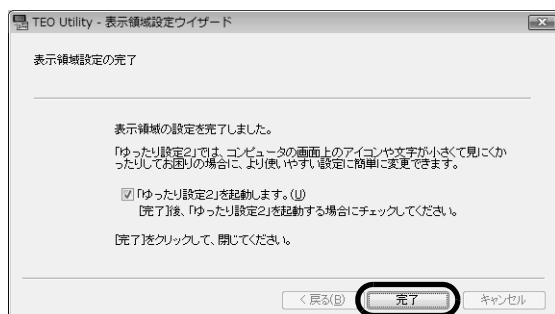 TEO Utility - 表示領域設定ウイザード
表示領域設定の完了
表示領域の設定を完了しました。
「ゆったり設定2」では、コンピュータの画面上のアイコンや文字が小さくて見にくか
ったりしてお困りの場合に、より使いやすい設定に簡単に変更できます。
「ゆったり設定2」を起動します。(U)
[完了]後、「ゆったり設定2」を起動する場合にチェックしてください。
[完了]をクリックして、閉じてください。
< 戻る(B) 完了 キャンセル